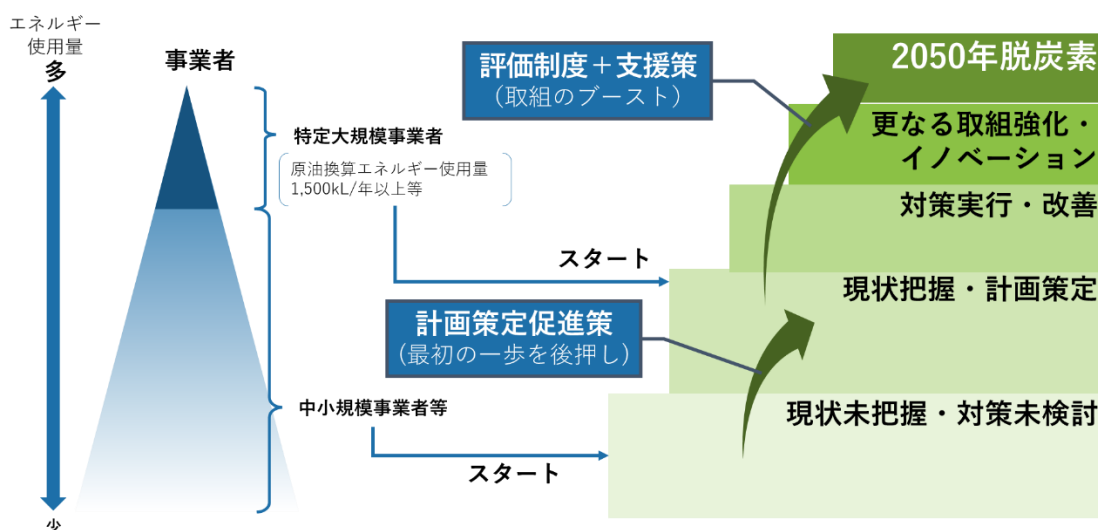 エネルギー
使用量
多
事業者
特定大規模事業者
原油換算エネルギー使用量
1,500kL/年以上等
中小規模事業者等
少
スタート
スタート
評価制度＋支援策
（取組のブースト）
計画策定促進策
（最初の一歩を後押し）
2050年脱炭素
更なる取組強化・
イノベーション
対策実行・改善
現状把握・計画策定
現状未把握・対策未検討